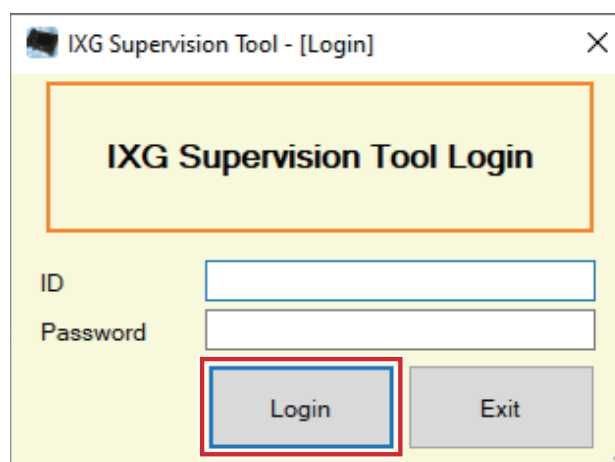 IXG Supervision Tool - [Login]
IXG Supervision Tool Login
ID
Password
Login Exit